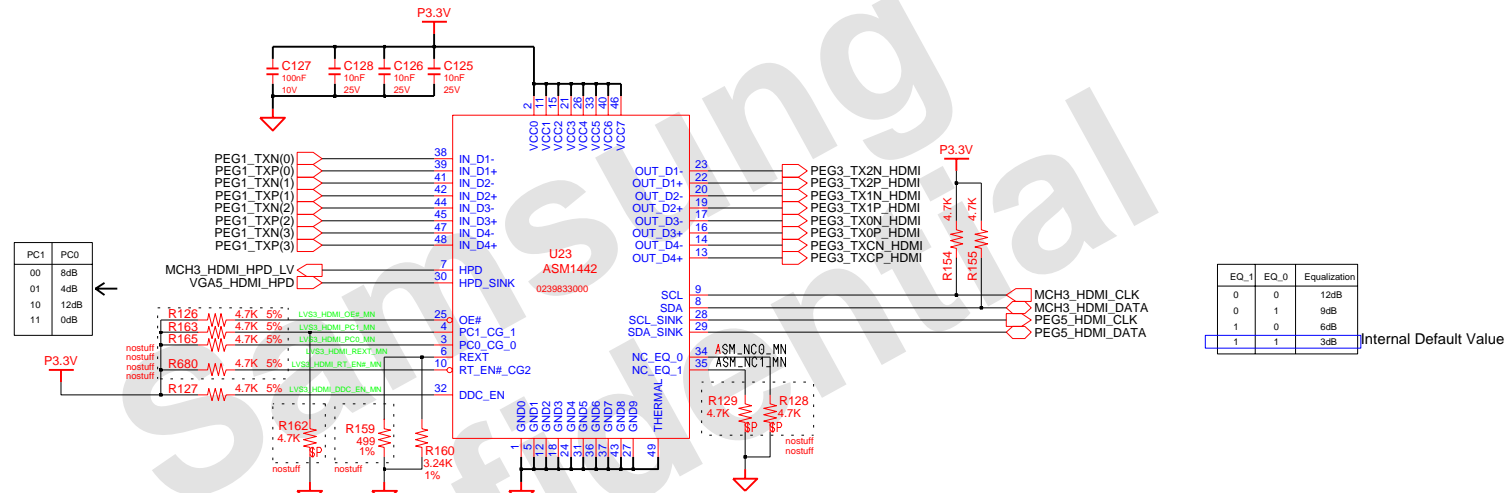 P3.3V
C127
100nF
10V
C128
10nF
25V
C126
10nF
25V
C125
10nF
25V
2
11
15
21
26
33
40
46
VCC0
VCC1
VCC2
VCC3
VCC4
VCC5
VCC6
VCC7
PEG1_TXN(0) 38 IN_D1-
PEG1_TXP(0) 39 IN_D1+
PEG1_TXN(1) 41 IN_D2-
PEG1_TXP(1) 42 IN_D2+
PEG1_TXN(2) 44 IN_D3-
PEG1_TXP(2) 45 IN_D3+
PEG1_TXN(3) 47 IN_D4-
PEG1_TXP(3) 48 IN_D4+
MCH3_HDMI_HPD_LV 7 HPD
VGA5_HDMI_HPD 30 HPD_SINK
U23
ASM1442
0239833000
OUT_D1- 23 PEG3_TX2N_HDMI
OUT_D1+ 22 PEG3_TX2P_HDMI
OUT_D2- 20 PEG3_TX1N_HDMI
OUT_D2+ 19 PEG3_TX1P_HDMI
OUT_D3- 17 PEG3_TX0N_HDMI
OUT_D3+ 16 PEG3_TX0P_HDMI
OUT_D4- 14 PEG3_TXCN_HDMI
OUT_D4+ 13 PEG3_TXCP_HDMI
P3.3V
R154 4.7K
R155 4.7K
SCL 9 MCH3_HDMI_CLK
SDA 8 MCH3_HDMI_DATA
SCL_SINK 28 PEG5_HDMI_CLK
SDA_SINK 29 PEG5_HDMI_DATA
NC_EQ_0 34 ASM_NC0_MN
NC_EQ_1 35 ASM_NC1_MN
PC1 PC0
00 8dB
01 4dB
10 12dB
11 0dB
P3.3V
R126 4.7K 5% LVS3_HDMI_OE#_MN 25 OE#
R163 4.7K 5% LVS3_HDMI_PC1_MN 4 PC1_CG_1
R165 4.7K 5% LVS3_HDMI_PC0_MN 3 PC0_CG_0
nostuff
nostuff
nostuff
nostuff
LVS3_HDMI_REXT_MN 6 REXT
R680 4.7K 5% LVS3_HDMI_RT_EN#_MN 10 RT_EN#_CG2
R127 4.7K 5% LVS3_HDMI_DDC_EN_MN 32 DDC_EN
R162
4.7K
$P
nostuff
R159
499
1%
nostuff
R160
3.24K
1%
GND0
GND1
GND2
GND3
GND4
GND5
GND6
GND7
GND8
GND9
THERMAL
1
5
12
18
24
31
36
37
43
27
49
R129
4.7K
$P
R128
4.7K
$P
nostuff
nostuff
EQ_1 EQ_0 Equalization
0 0 12dB
0 1 9dB
1 0 6dB
1 1 3dB Internal Default Value
Samsung
Confidential